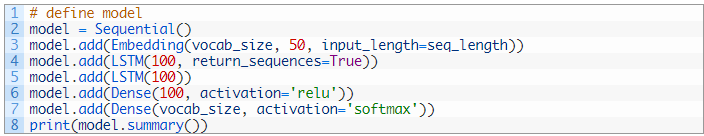 1 # define model
2 model = Sequential()
3 model.add(Embedding(vocab_size, 50, input_length=seq_length))
4 model.add(LSTM(100, return_sequences=True))
5 model.add(LSTM(100))
6 model.add(Dense(100, activation='relu'))
7 model.add(Dense(vocab_size, activation='softmax'))
8 print(model.summary())